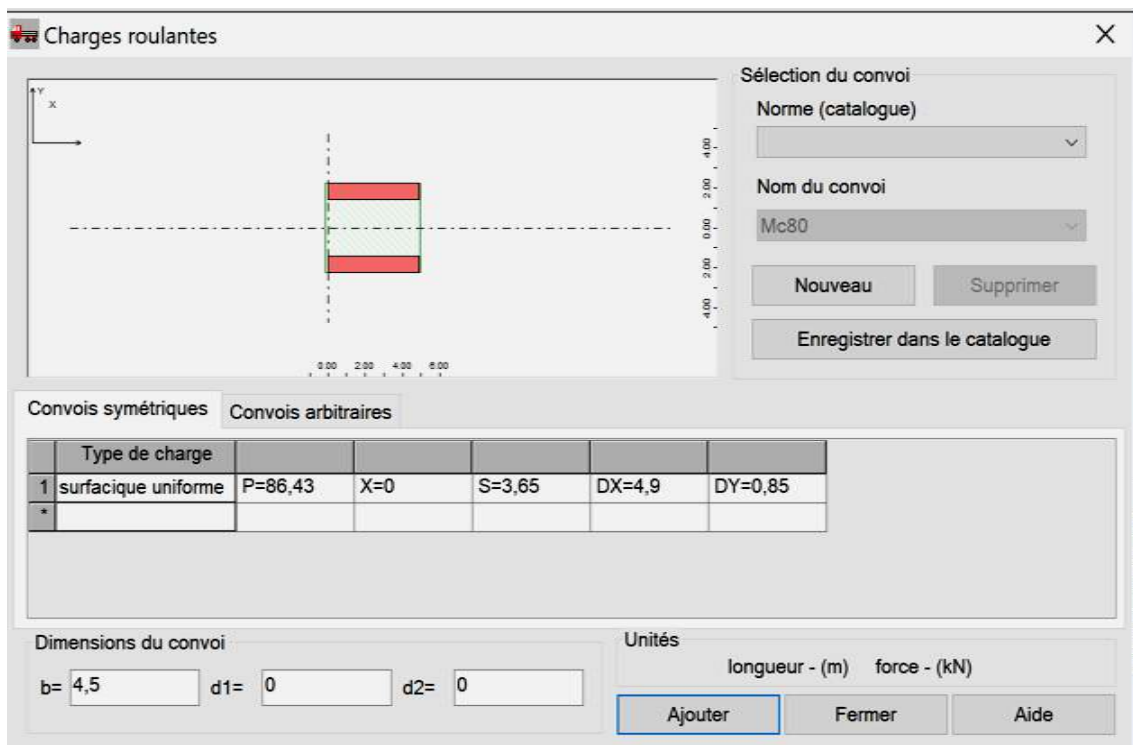 Charges roulantes
Y
X
4.00
2.00
0.00
2.00
4.00
0.00 2.00 4.00 6.00
Sélection du convoi
Norme (catalogue)
Nom du convoi
Mc80
Nouveau Supprimer
Enregistrer dans le catalogue
Convois symétriques Convois arbitraires
Type de charge
1 surfacique uniforme P=86,43 X=0 S=3,65 DX=4,9 DY=0,85
*
Dimensions du convoi
b= 4,5 d1= 0 d2= 0
Unités
longueur - (m) force - (kN)
Ajouter Fermer Aide